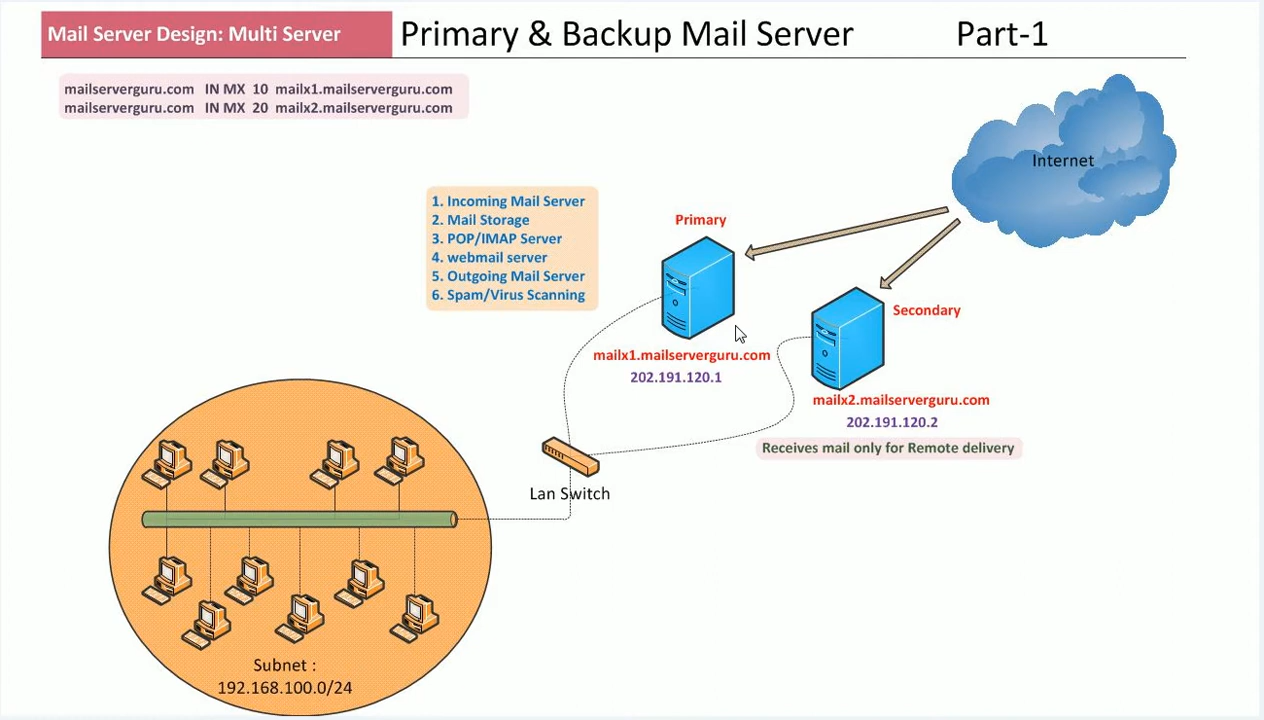 Mail Server Design: Multi Server
Primary & Backup Mail Server Part-1
mailserverguru.com IN MX 10 mailx1.mailserverguru.com
mailserverguru.com IN MX 20 mailx2.mailserverguru.com
Internet
1. Incoming Mail Server
2. Mail Storage
3. POP/IMAP Server
4. webmail server
5. Outgoing Mail Server
6. Spam/Virus Scanning
Primary
mailx1.mailserverguru.com
202.191.120.1
Secondary
mailx2.mailserverguru.com
202.191.120.2
Receives mail only for Remote delivery
Lan Switch
Subnet :
192.168.100.0/24